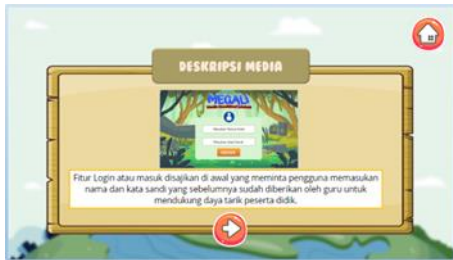 DESKRIPSI MEDIA
MEGALI
Fitur Login atau masuk disajikan di awal yang meminta pengguna memasukan
nama dan kata sandi yang sebelumnya sudah diberikan oleh guru untuk
mendukung daya tarik peserta didik.